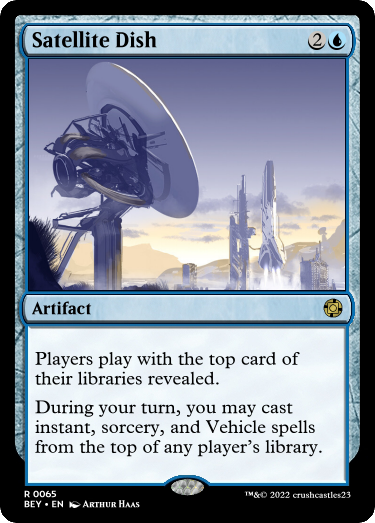 Satellite Dish 2
Artifact
Players play with the top card of
their libraries revealed.
During your turn, you may cast
instant, sorcery, and Vehicle spells
from the top of any player's library.
R 0065
BEY • EN Arthur Haas
™&© 2022 crushcastles23